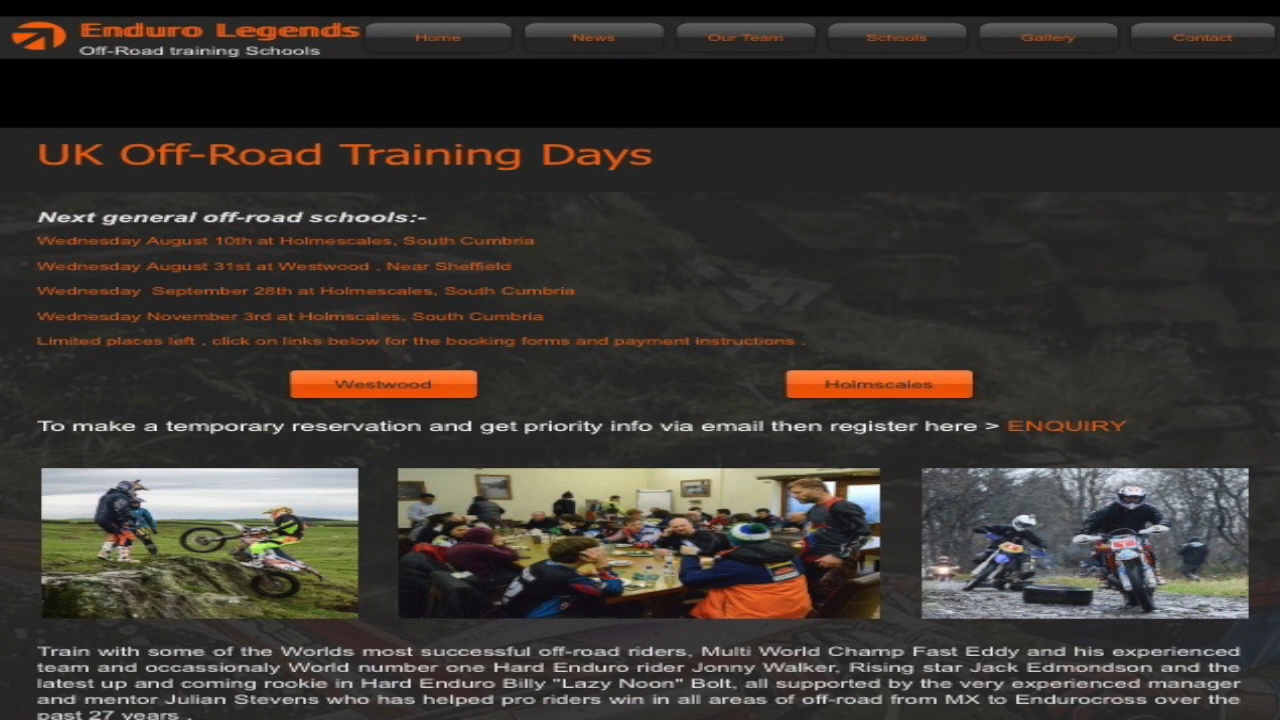 Enduro Legends
Off-Road training Schools
Home
News
Our Team
Schools
Gallery
Contact
UK Off-Road Training Days
Next general off-road schools:-
Wednesday August 10th at Holmescales, South Cumbria
Wednesday August 31st at Westwood , Near Sheffield
Wednesday  September 28th at Holmescales, South Cumbria
Wednesday November 3rd at Holmscales, South Cumbria
Limited places left , click on links below for the booking forms and payment instructions .
Westwood
Holmscales
To make a temporary reservation and get priority info via email then register here > ENQUIRY
Train with some of the Worlds most successful off-road riders, Multi World Champ Fast Eddy and his experienced
team and occassionaly World number one Hard Enduro rider Jonny Walker, Rising star Jack Edmondson and the
latest up and coming rookie in Hard Enduro Billy "Lazy Noon" Bolt, all supported by the very experienced manager
and mentor Julian Stevens who has helped pro riders win in all areas of off-road from MX to Endurocross over the
past 27 years .